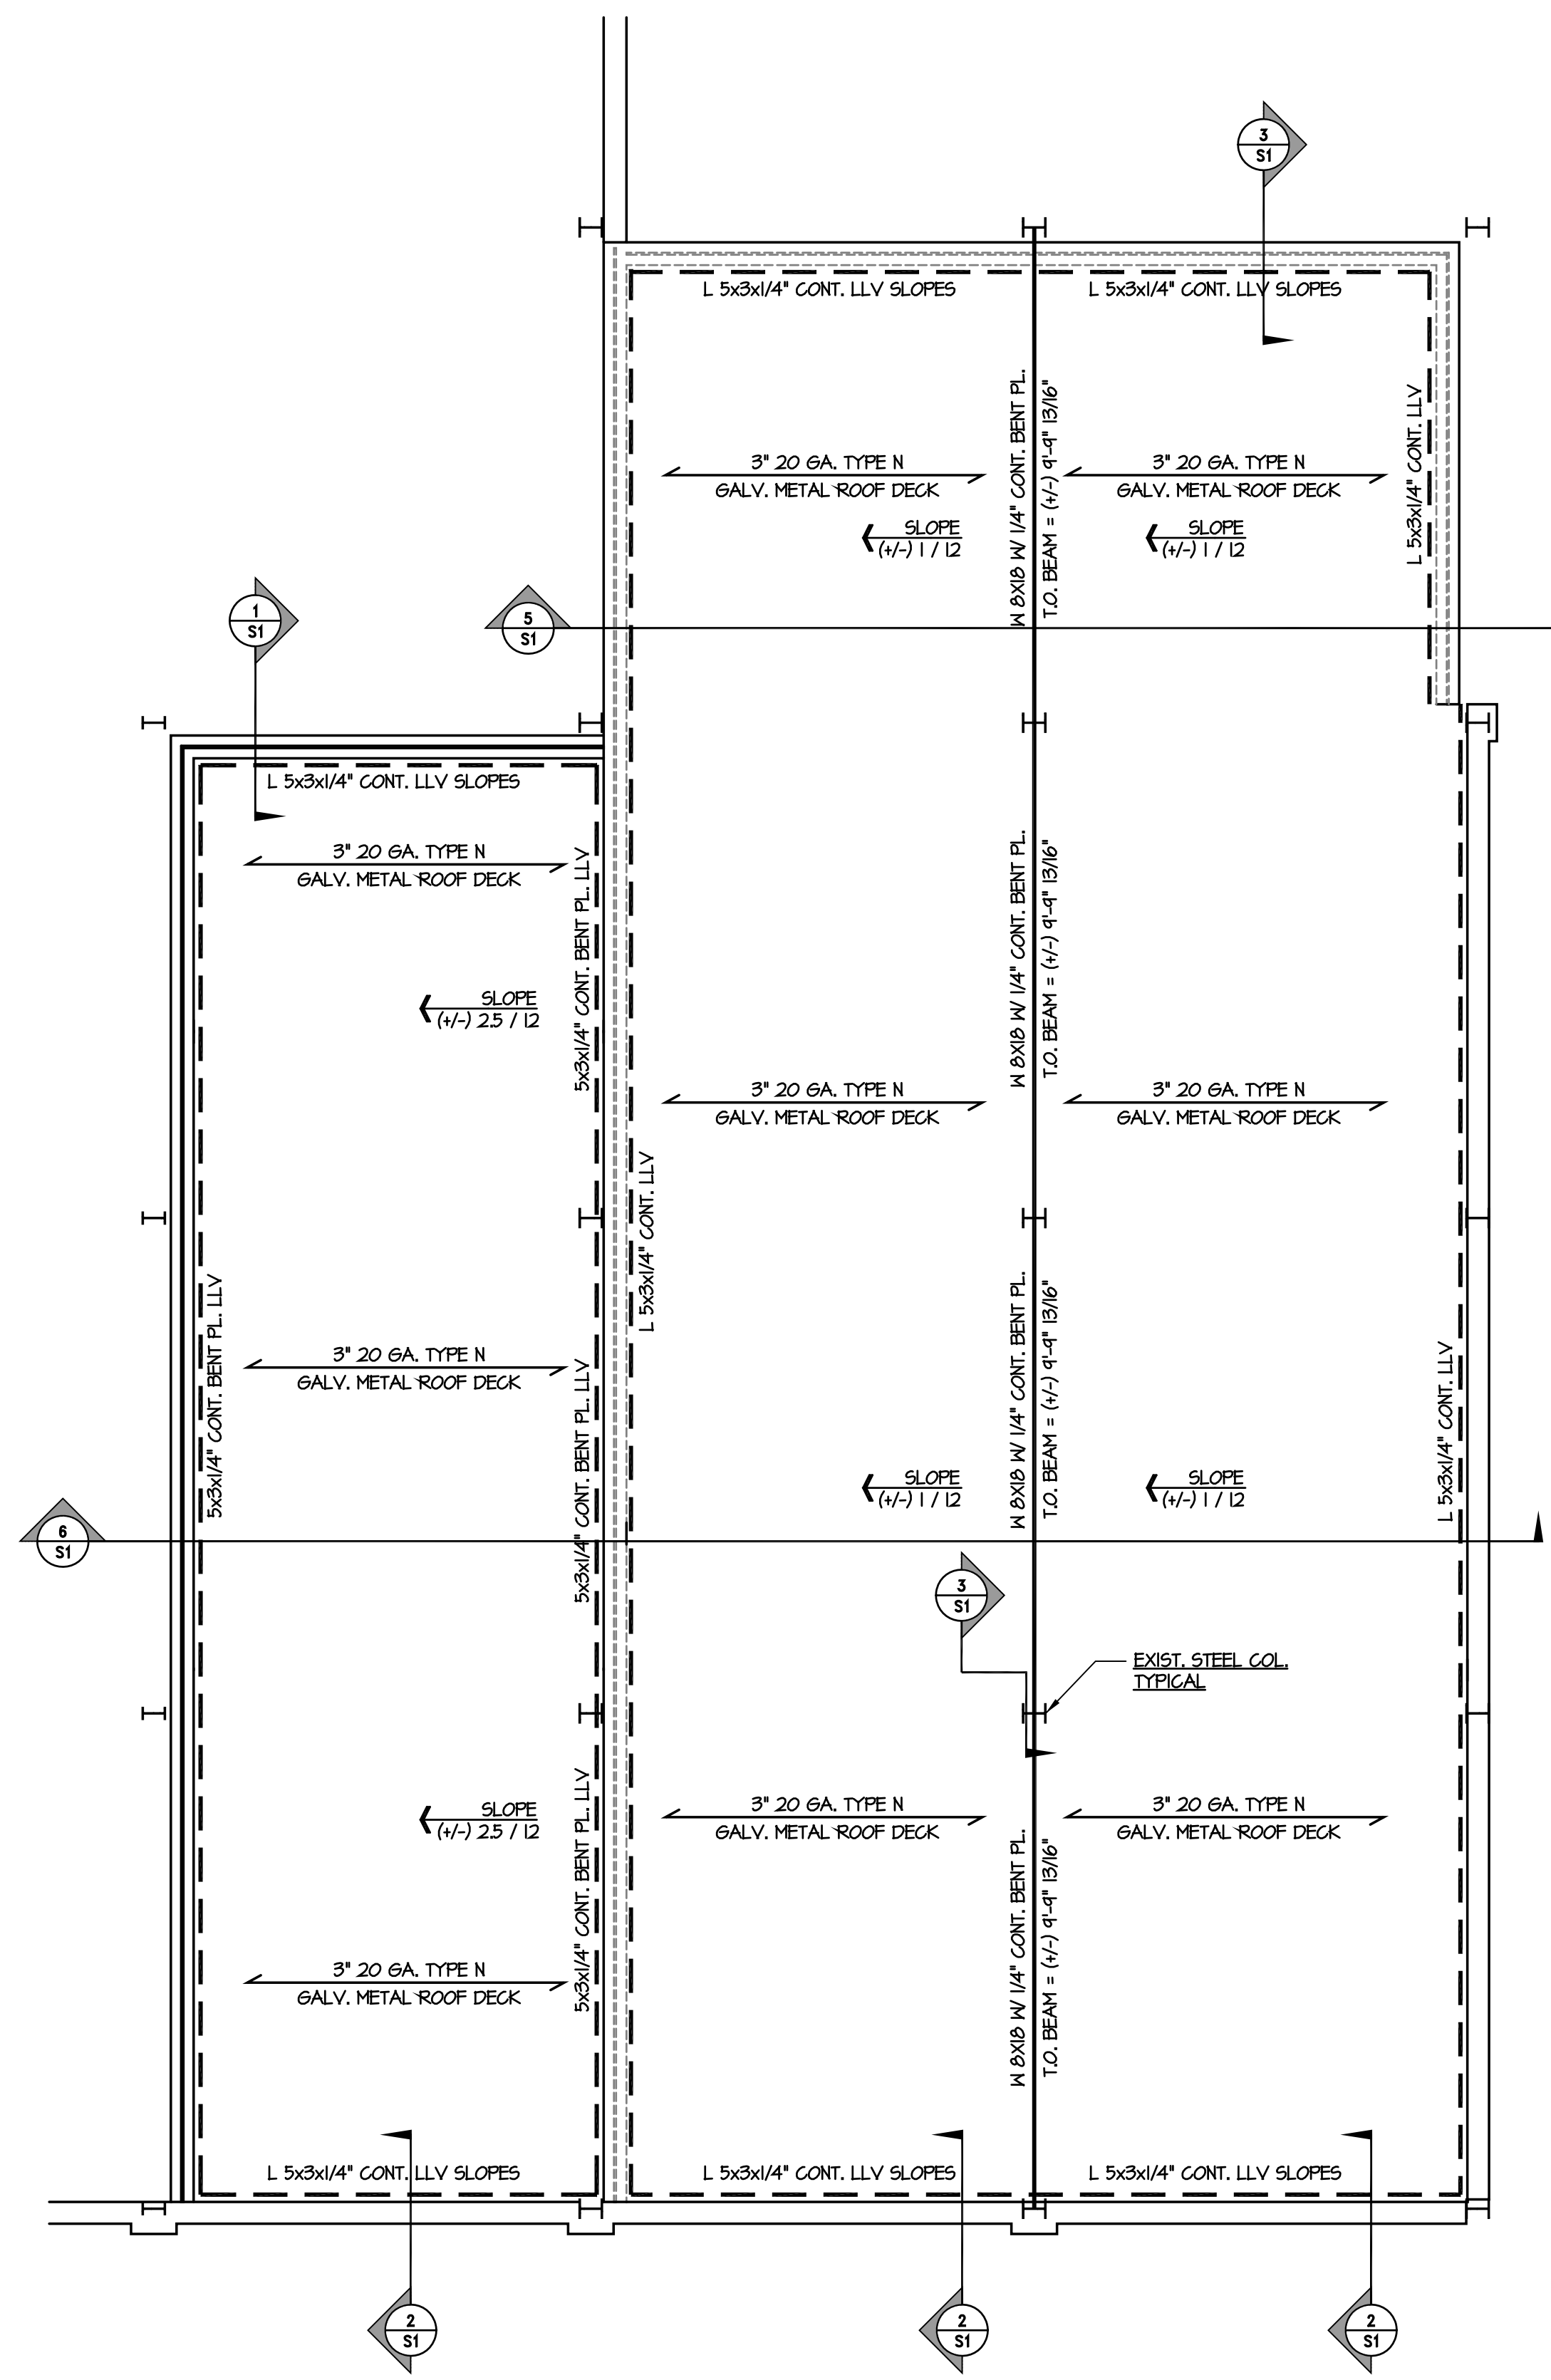 3
S1
L 5x3x1/4" CONT. LLV SLOPES
L 5x3x1/4" CONT. LLV SLOPES
W 8X18 W/ 1/4" CONT. BENT PL.
T.O. BEAM = (+/-) 9'-9" 13/16"
L 5x3x1/4" CONT. LLV
3" 20 GA. TYPE N
GALV. METAL ROOF DECK
3" 20 GA. TYPE N
GALV. METAL ROOF DECK
SLOPE
(+/-) 1 / 12
SLOPE
(+/-) 1 / 12
1
S1
5
S1
L 5x3x1/4" CONT. LLV SLOPES
3" 20 GA. TYPE N
GALV. METAL ROOF DECK
5x3x1/4" CONT. BENT PL. LLV
W 8X18 W/ 1/4" CONT. BENT PL.
T.O. BEAM = (+/-) 9'-9" 13/16"
SLOPE
(+/-) 2.5 / 12
3" 20 GA. TYPE N
GALV. METAL ROOF DECK
3" 20 GA. TYPE N
GALV. METAL ROOF DECK
L 5x3x1/4" CONT. LLV
5x3x1/4" CONT. BENT PL. LLV
3" 20 GA. TYPE N
GALV. METAL ROOF DECK
5x3x1/4" CONT. BENT PL. LLV
W 8X18 W/ 1/4" CONT. BENT PL.
T.O. BEAM = (+/-) 9'-9" 13/16"
L 5x3x1/4" CONT. LLV
SLOPE
(+/-) 1 / 12
SLOPE
(+/-) 1 / 12
6
S1
3
S1
EXIST. STEEL COL.
TYPICAL
SLOPE
(+/-) 2.5 / 12
5x3x1/4" CONT. BENT PL. LLV
3" 20 GA. TYPE N
GALV. METAL ROOF DECK
3" 20 GA. TYPE N
GALV. METAL ROOF DECK
W 8X18 W/ 1/4" CONT. BENT PL.
T.O. BEAM = (+/-) 9'-9" 13/16"
3" 20 GA. TYPE N
GALV. METAL ROOF DECK
L 5x3x1/4" CONT. LLV SLOPES
L 5x3x1/4" CONT. LLV SLOPES
L 5x3x1/4" CONT. LLV SLOPES
2
S1
2
S1
2
S1